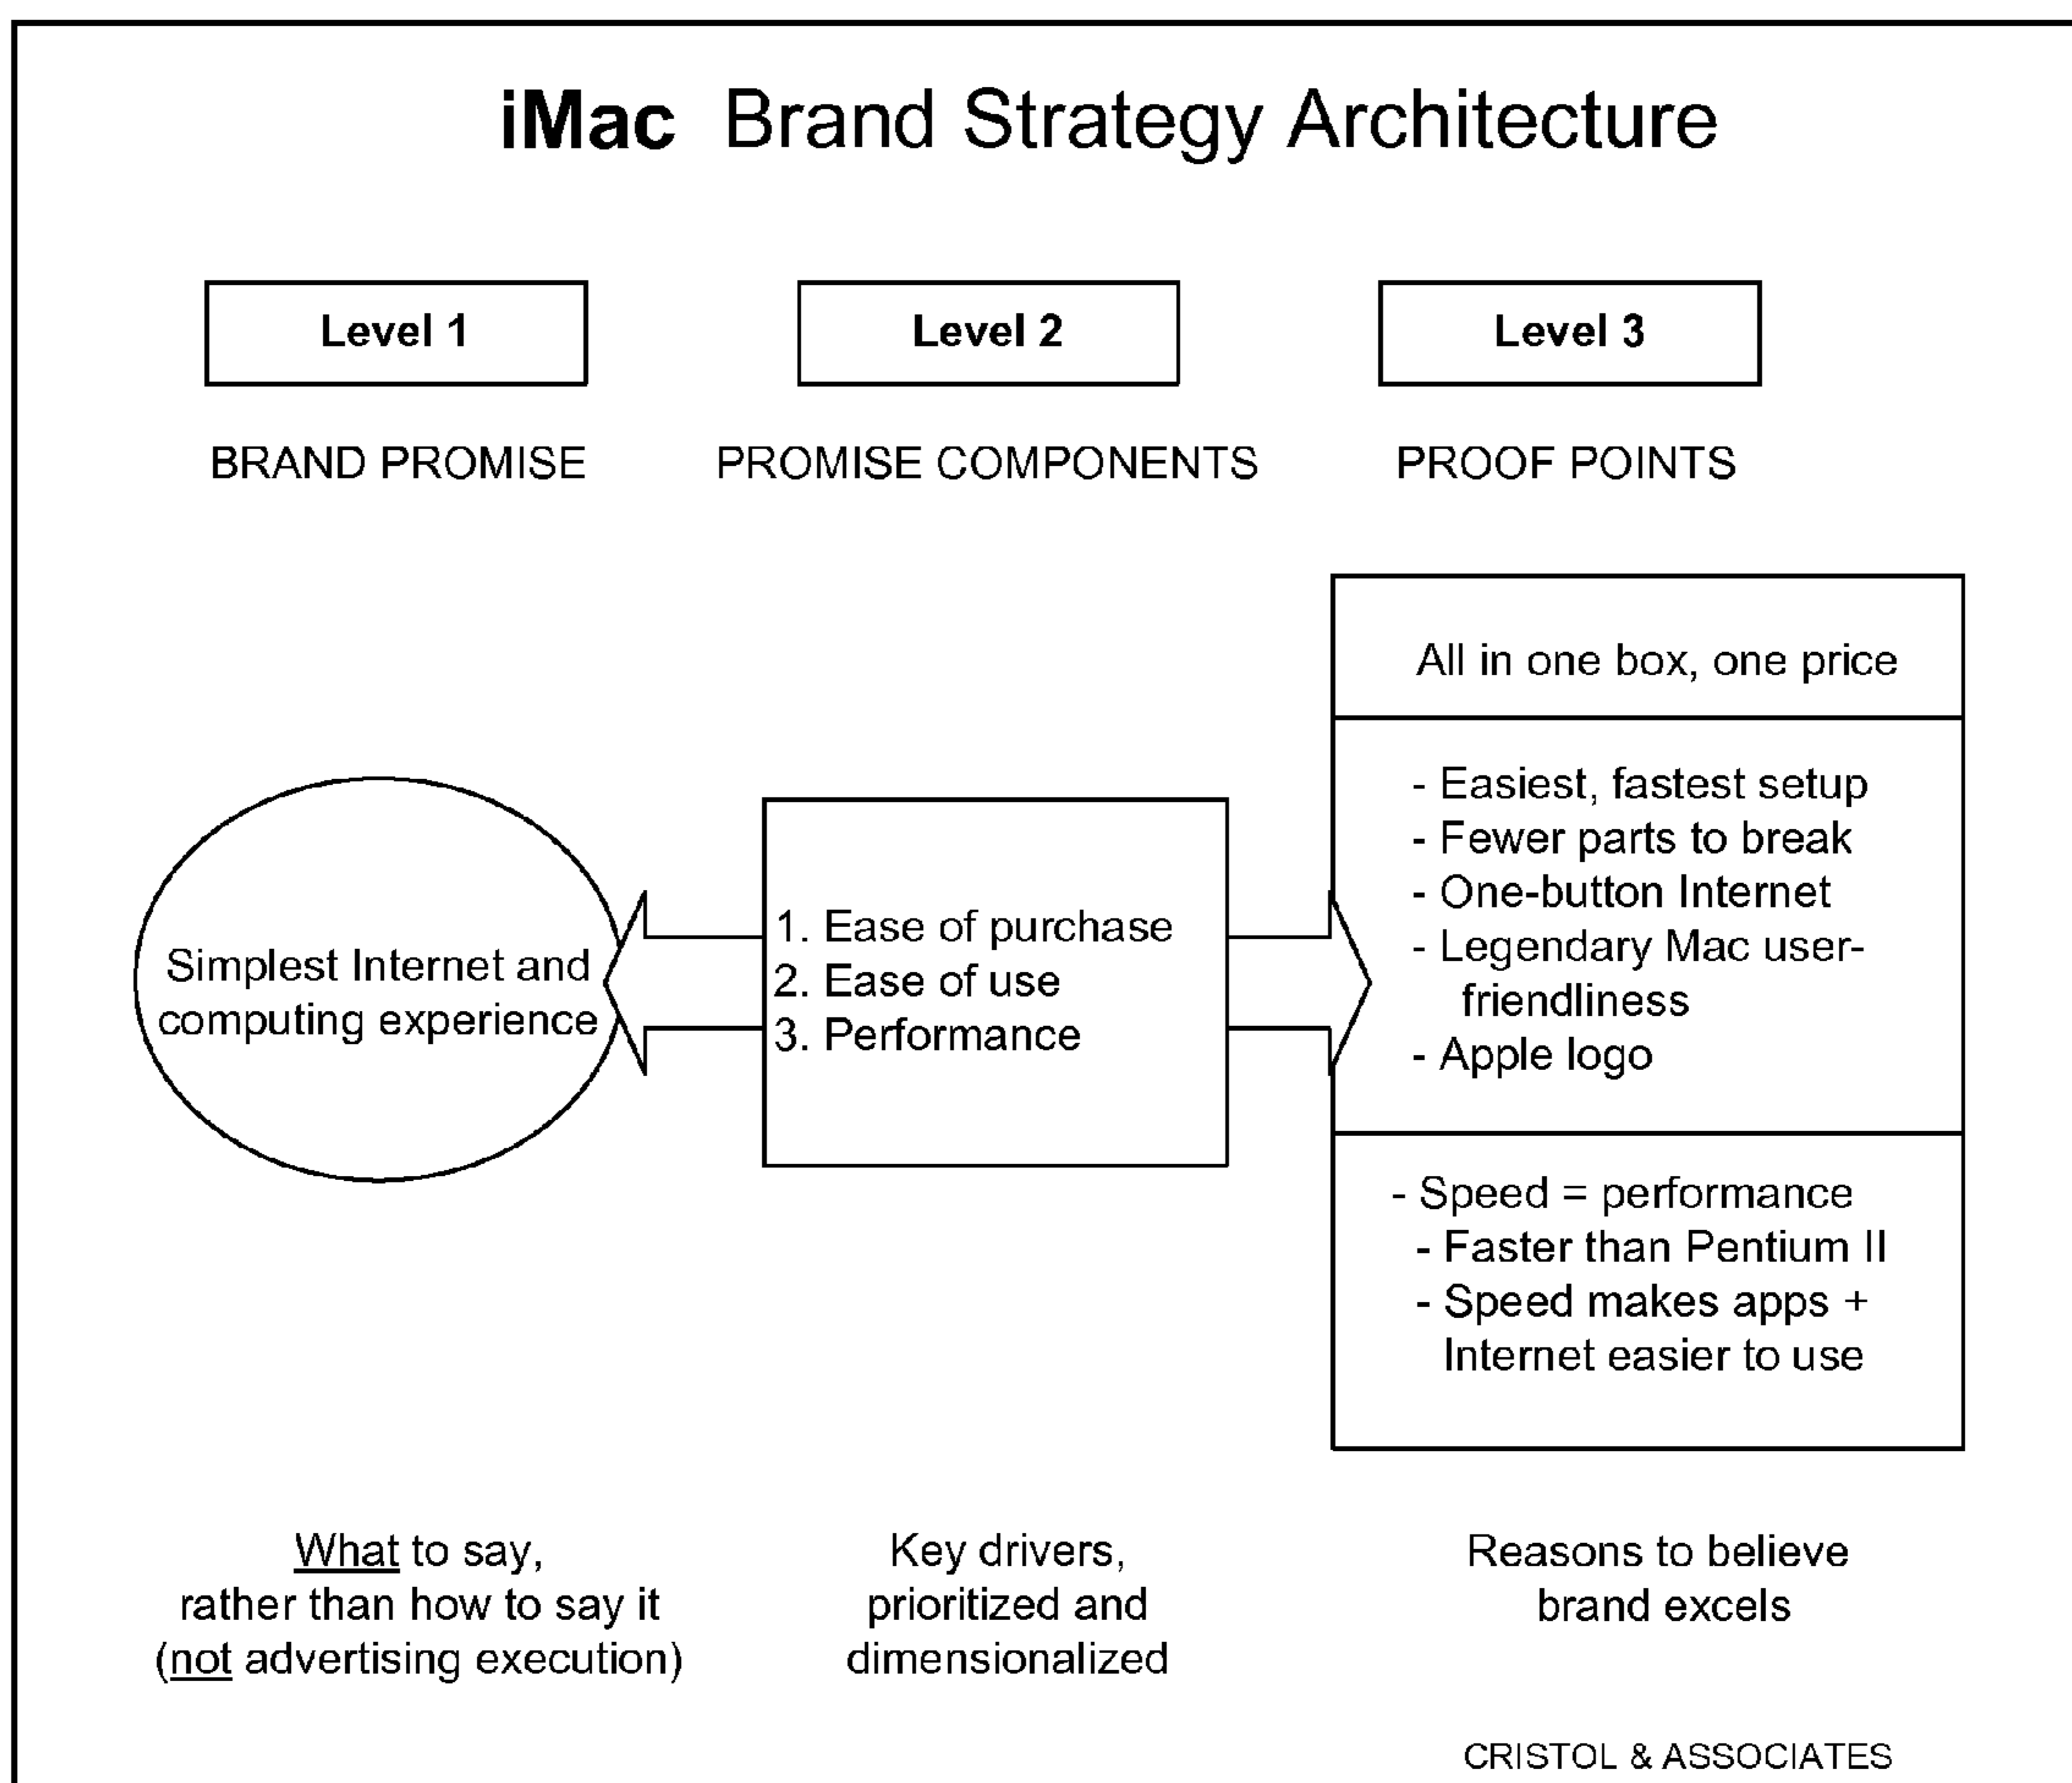 iMac Brand Strategy Architecture
Level 1
Level 2
Level 3
BRAND PROMISE
PROMISE COMPONENTS
PROOF POINTS
Simplest Internet and
computing experience
1. Ease of purchase
2. Ease of use
3. Performance
All in one box, one price
- Easiest, fastest setup
- Fewer parts to break
- One-button Internet
- Legendary Mac user-
friendliness
- Apple logo
- Speed = performance
- Faster than Pentium II
- Speed makes apps +
Internet easier to use
What to say,
rather than how to say it
(not advertising execution)
Key drivers,
prioritized and
dimensionalized
Reasons to believe
brand excels
CRISTOL & ASSOCIATES